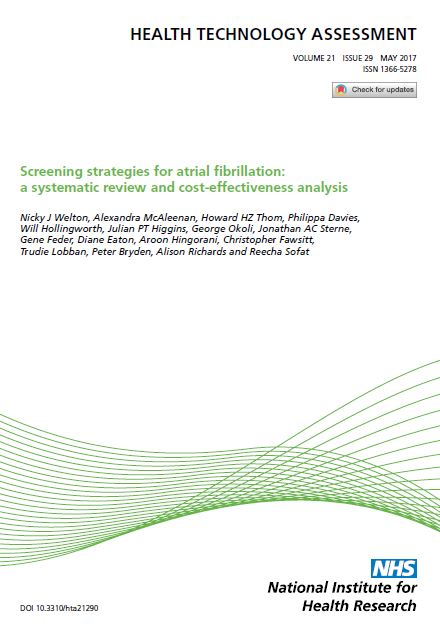 HEALTH TECHNOLOGY ASSESSMENT
VOLUME 21 ISSUE 29 MAY 2017
ISSN 1366-5278
Check for updates
Screening strategies for atrial fibrillation:
a systematic review and cost-effectiveness analysis
Nicky J Welton, Alexandra McAleenan, Howard HZ Thom, Philippa Davies,
Will Hollingworth, Julian PT Higgins, George Okoli, Jonathan AC Sterne,
Gene Feder, Diane Eaton, Aroon Hingorani, Christopher Fawsitt,
Trudie Lobban, Peter Bryden, Alison Richards and Reecha Sofat
NHS
National Institute for
Health Research
DOI 10.3310/hta21290